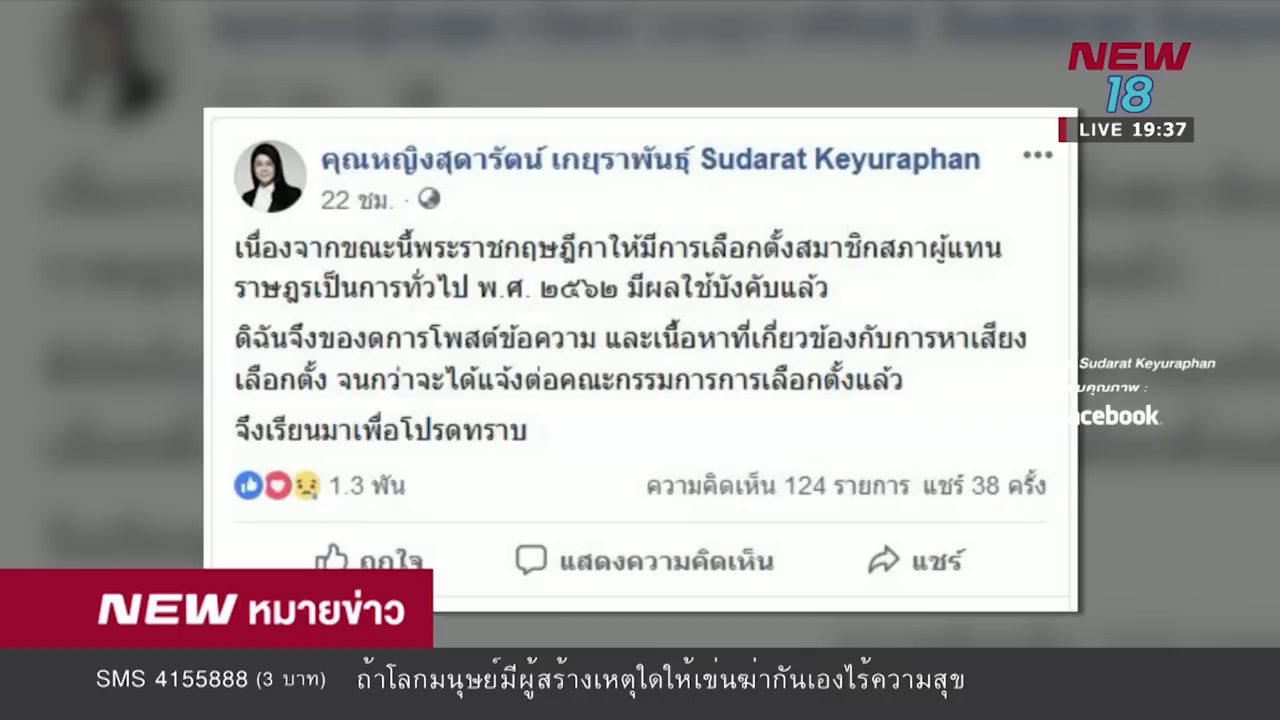 NEW
18
LIVE 19:37
คุณหญิงสุดารัตน์ เกยุราพันธุ์ Sudarat Keyuraphan
22 ชม.
เนื่องจากขณะนี้พระราชกฤษฎีกาให้มีการเลือกตั้งสมาชิกสภาผู้แทน
ราษฎรเป็นการทั่วไป พ.ศ. ๒๕๖๒ มีผลใช้บังคับแล้ว
ดิฉันจึงของดการโพสต์ข้อความ และเนื้อหาที่เกี่ยวข้องกับการหาเสียง
เลือกตั้ง จนกว่าจะได้แจ้งต่อคณะกรรมการการเลือกตั้งแล้ว
จึงเรียนมาเพื่อโปรดทราบ
1.3 พัน ความคิดเห็น 124 รายการ แชร์ 38 ครั้ง
ถูกใจ แสดงความคิดเห็น แชร์
Sudarat Keyuraphan
บคุณภาพ :
acebook
NEW หมายข่าว
SMS 4155888 (3 บาท) ถ้าโลกมนุษย์มีผู้สร้างเหตุใดให้เข่นฆ่ากันเองไร้ความสุข